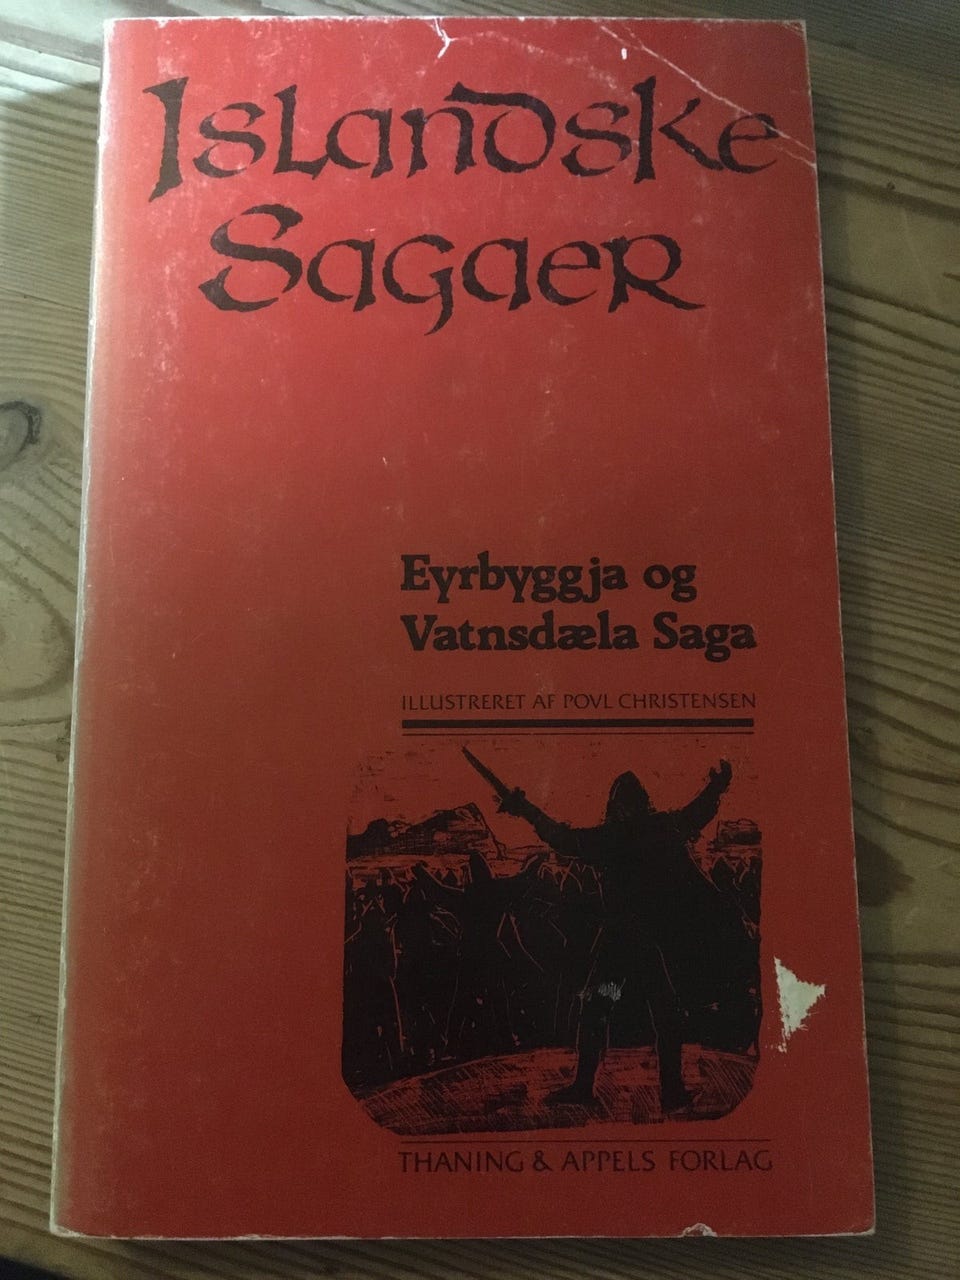 Islandske
Sagaer
Eyrbyggja og
Vatnsdæla Saga
ILLUSTRERET AF POVL CHRISTENSEN
THANING & APPELS FORLAG